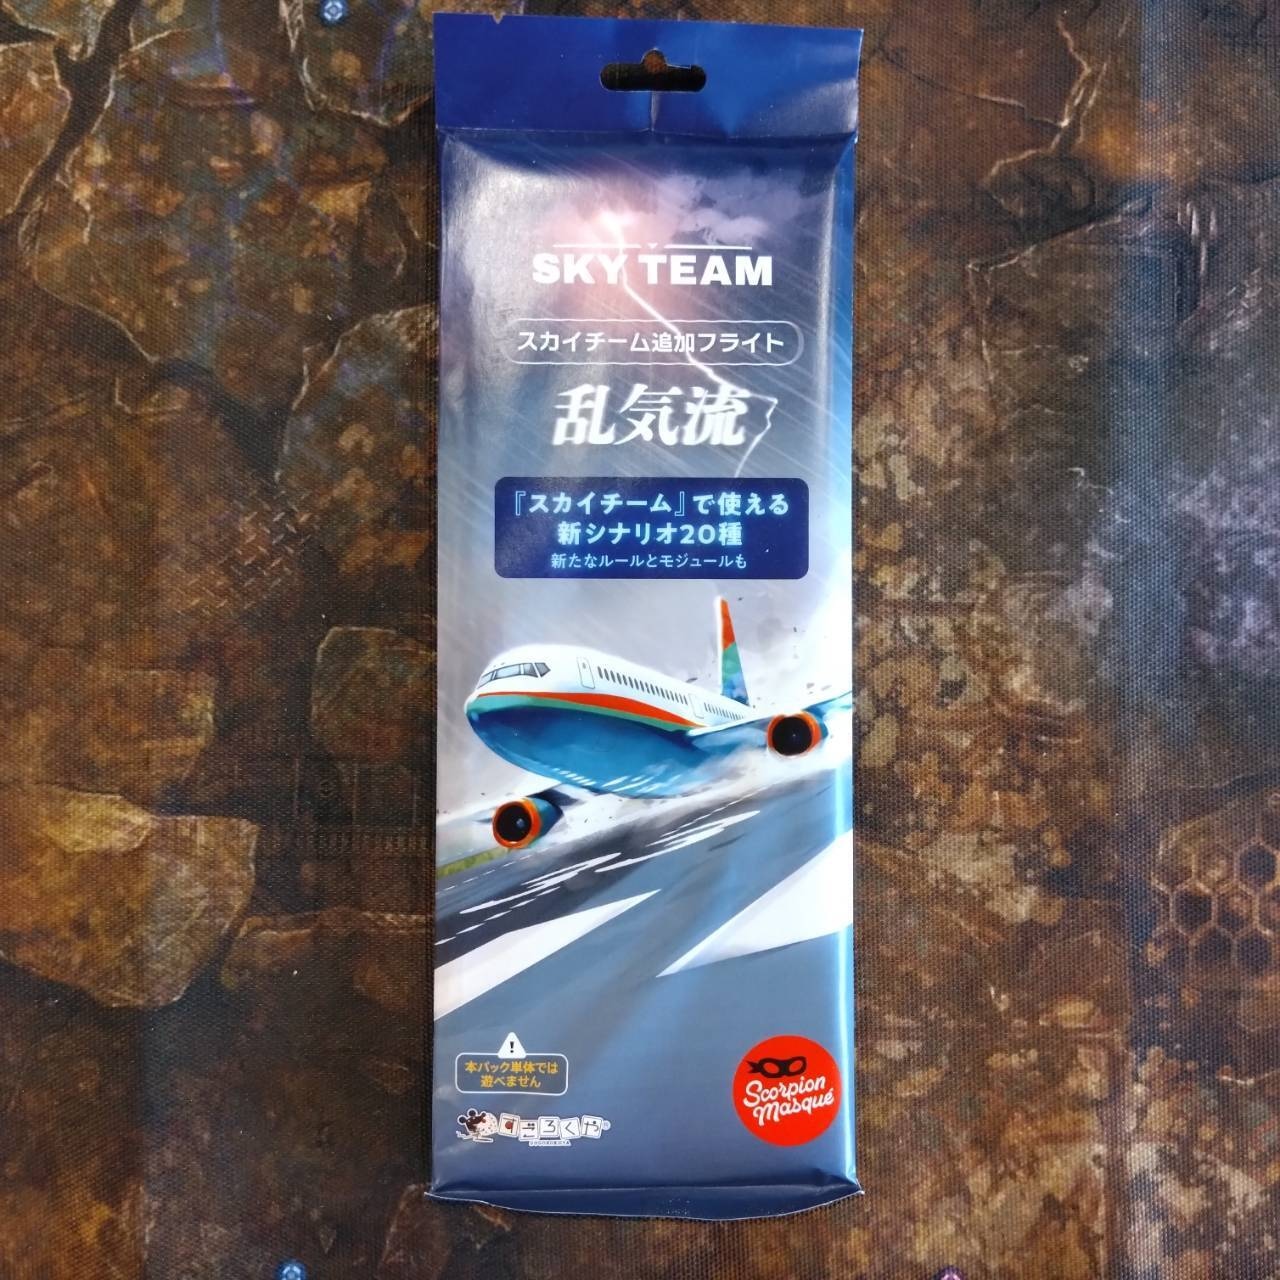 SKY TEAM
スカイチーム追加フライト
乱気流
『スカイチーム』で使える
新シナリオ20種
新たなルールとモジュールも
!
本パック単体では
遊べません
すごろくや®
Scorpion
Masqué